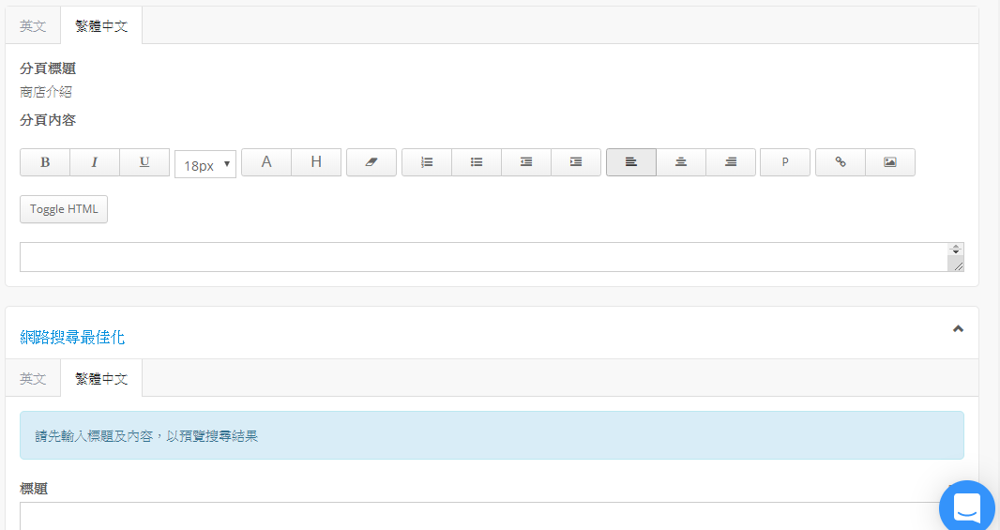 英文 繁體中文
分頁標題
商店介紹
分頁內容
B I U 18px A H P
Toggle HTML
網路搜尋最佳化
英文 繁體中文
請先輸入標題及內容，以預覽搜尋結果
標題